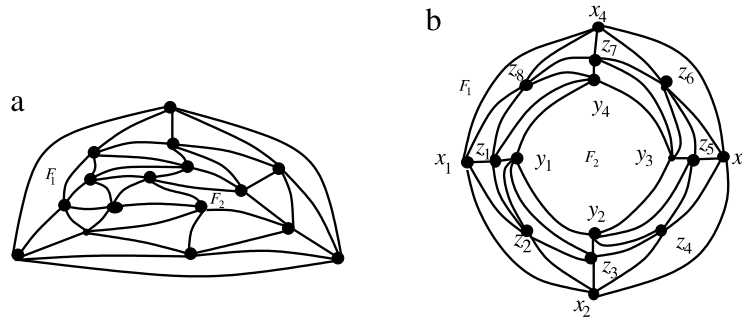 a
F₁
F₂
b
x₄
z₇
z₈
z₆
F₁
y₄
x₁
z₁
y₁
F₂
y₃
z₅
x
y₂
z₂
z₃
z₄
x₂